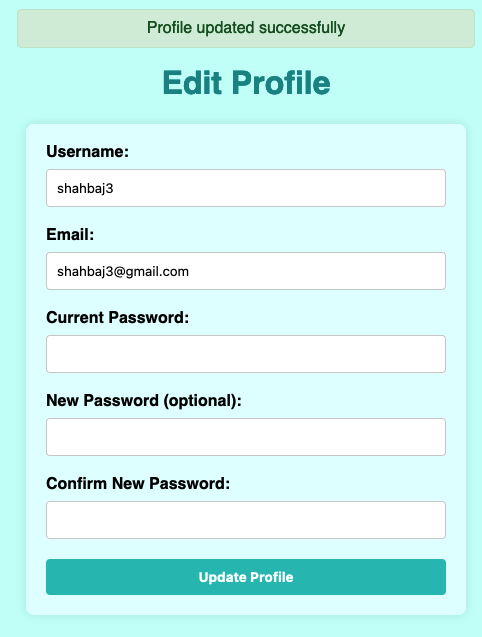 Profile updated successfully
Edit Profile
Username:
shahbaj3
Email:
shahbaj3@gmail.com
Current Password:
New Password (optional):
Confirm New Password:
Update Profile